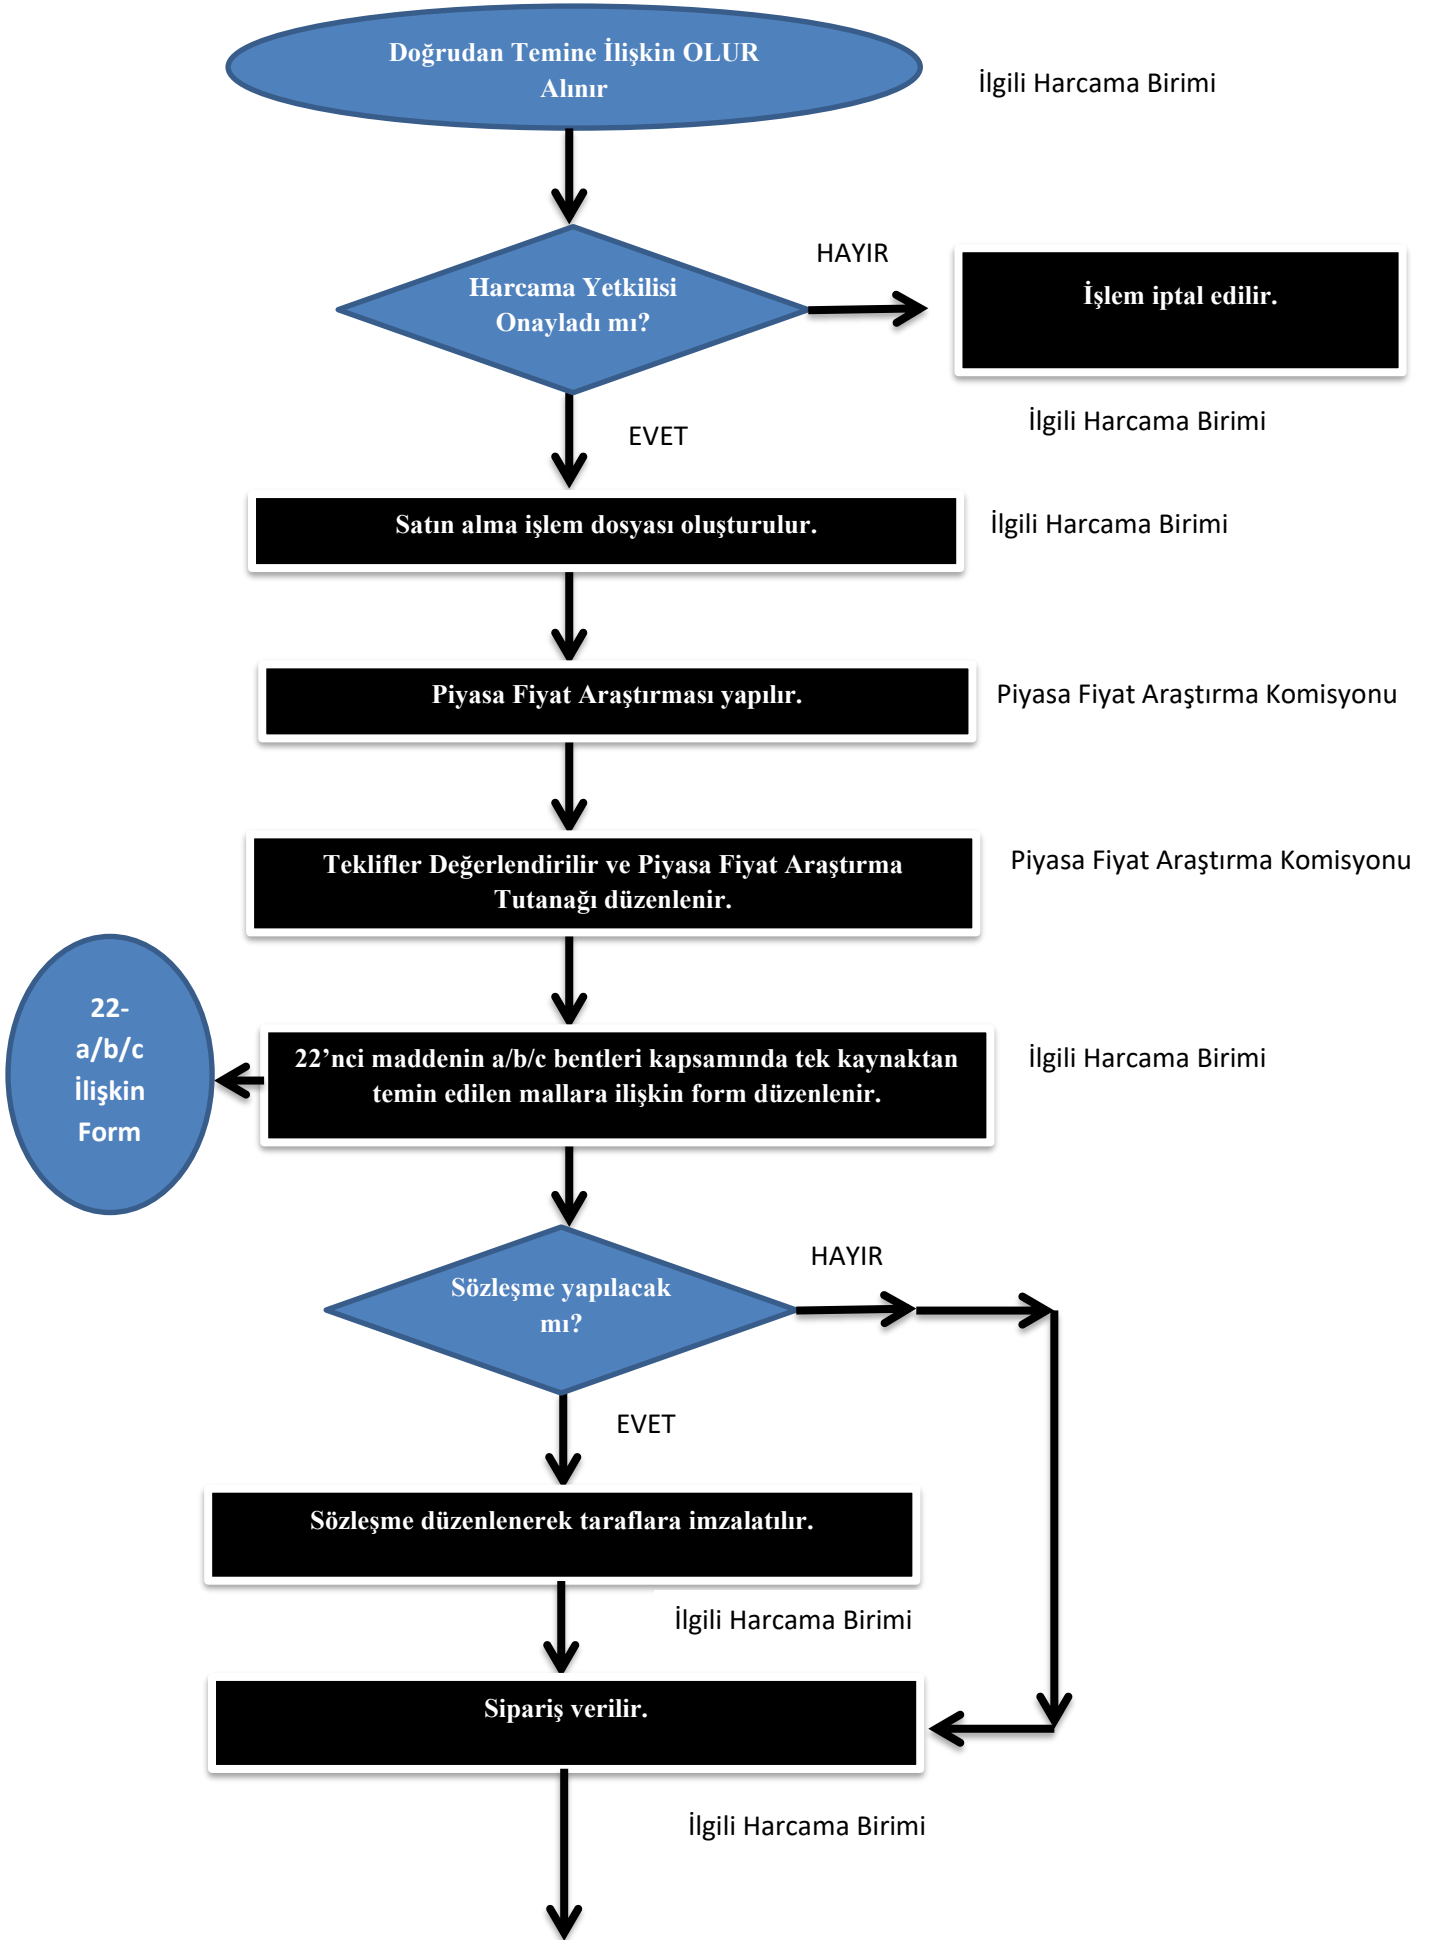 Doğrudan Temine İlişkin OLUR
Alınır
İlgili Harcama Birimi
Harcama Yetkilisi
Onayladı mı?
HAYIR
İşlem iptal edilir.
İlgili Harcama Birimi
EVET
Satın alma işlem dosyası oluşturulur.
İlgili Harcama Birimi
Piyasa Fiyat Araştırması yapılır.
Piyasa Fiyat Araştırma Komisyonu
Teklifler Değerlendirilir ve Piyasa Fiyat Araştırma
Tutanağı düzenlenir.
Piyasa Fiyat Araştırma Komisyonu
22-
a/b/c
İlişkin
Form
22’nci maddenin a/b/c bentleri kapsamında tek kaynaktan
temin edilen mallara ilişkin form düzenlenir.
İlgili Harcama Birimi
Sözleşme yapılacak
mı?
HAYIR
EVET
Sözleşme düzenlenerek taraflara imzalatılır.
İlgili Harcama Birimi
Sipariş verilir.
İlgili Harcama Birimi